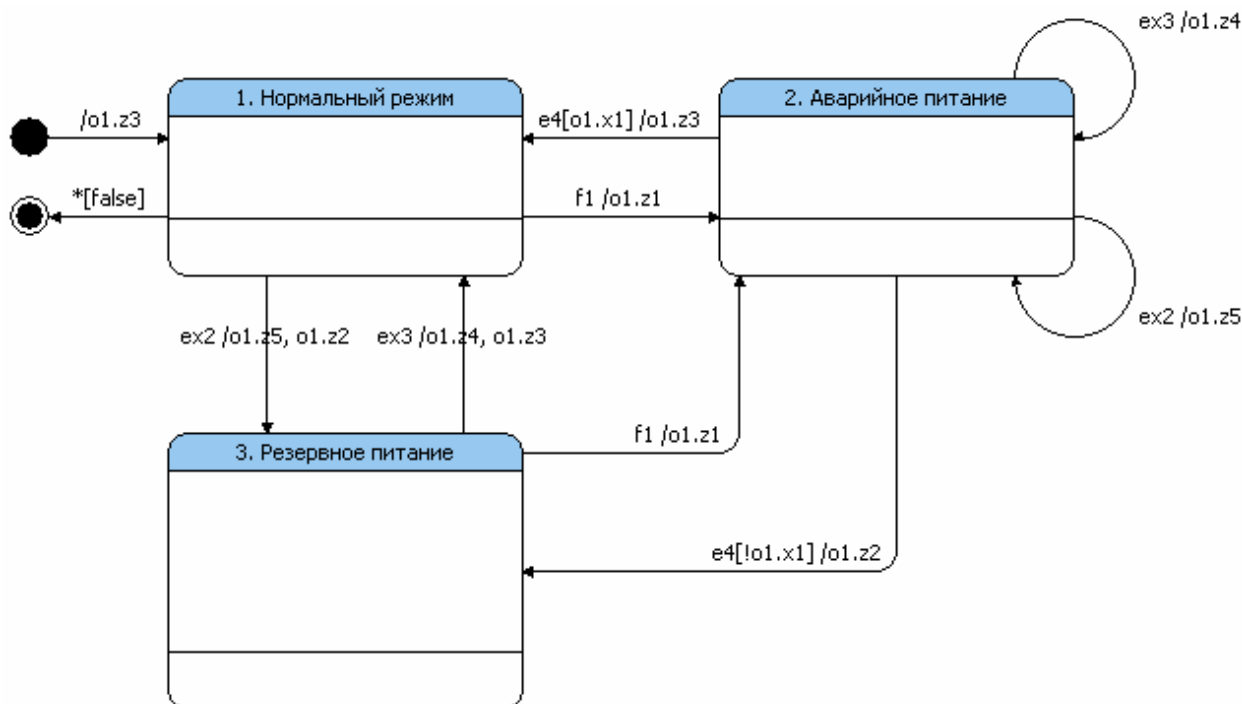 ex3 /o1.z4
1. Нормальный режим
2. Аварийное питание
/o1.z3
e4[o1.x1] /o1.z3
*[false]
f1 /o1.z1
ex2 /o1.z5
ex2 /o1.z5, o1.z2
ex3 /o1.z4, o1.z3
f1 /o1.z1
3. Резервное питание
e4[!o1.x1] /o1.z2